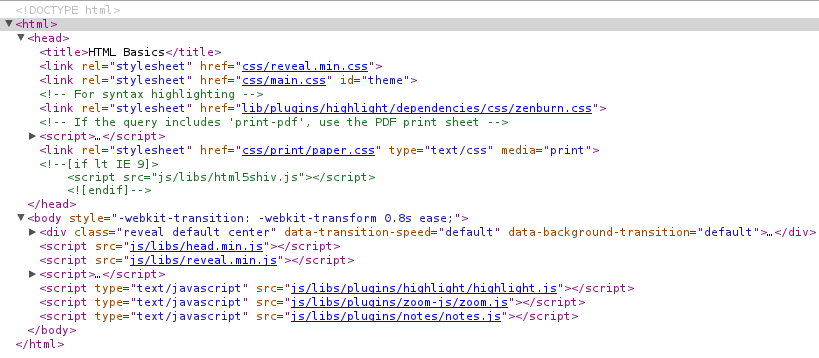 <!DOCTYPE html>
<html>
<head>
<title>HTML Basics</title>
<link rel="stylesheet" href="css/reveal.min.css">
<link rel="stylesheet" href="css/main.css" id="theme">
<!-- For syntax highlighting -->
<link rel="stylesheet" href="lib/plugins/highlight/dependencies/css/zenburn.css">
<!-- If the query includes 'print-pdf', use the PDF print sheet -->
<script>…</script>
<link rel="stylesheet" href="css/print/paper.css" type="text/css" media="print">
<!--[if lt IE 9]>
<script src="js/libs/html5shiv.js"></script>
<![endif]-->
</head>
<body style="-webkit-transition: -webkit-transform 0.8s ease;">
<div class="reveal default center" data-transition-speed="default" data-background-transition="default">…</div>
<script src="js/libs/head.min.js"></script>
<script src="js/libs/reveal.min.js"></script>
<script>…</script>
<script type="text/javascript" src="js/libs/plugins/highlight/highlight.js"></script>
<script type="text/javascript" src="js/libs/plugins/zoom-js/zoom.js"></script>
<script type="text/javascript" src="js/libs/plugins/notes/notes.js"></script>
</body>
</html>